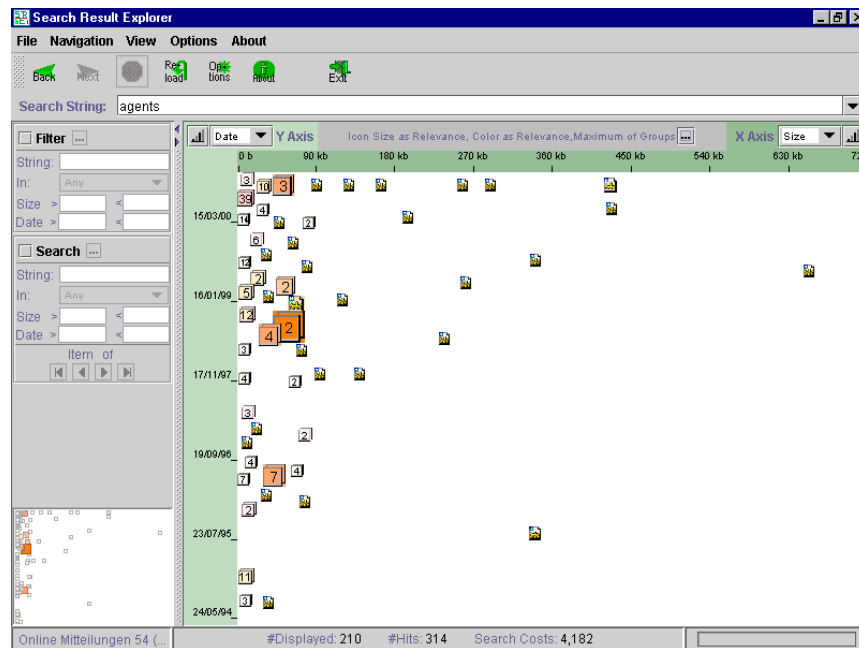 Search Result Explorer
File Navigation View Options About
Back Next Re-load Op-tions About Exit
Search String: agents
Filter ...
String:
In: Any
Size > <
Date > <
Search ...
String:
In: Any
Size > <
Date > <
Item of
Date Y Axis Icon Size as Relevance, Color as Relevance,Maximum of Groups ... X Axis Size
0 b 90 kb 180 kb 270 kb 360 kb 460 kb 540 kb 630 kb 72
3 10 3
39
4
15/03/00 14 2
6
12
2
5 2
16/01/99
12
4 2
3
17/11/97 4 2
3
2
19/09/96 4
7 7 4
2
23/07/95
11
3
24/05/94
Online Mitteilungen 54 (... #Displayed: 210 #Hits: 314 Search Costs: 4,182